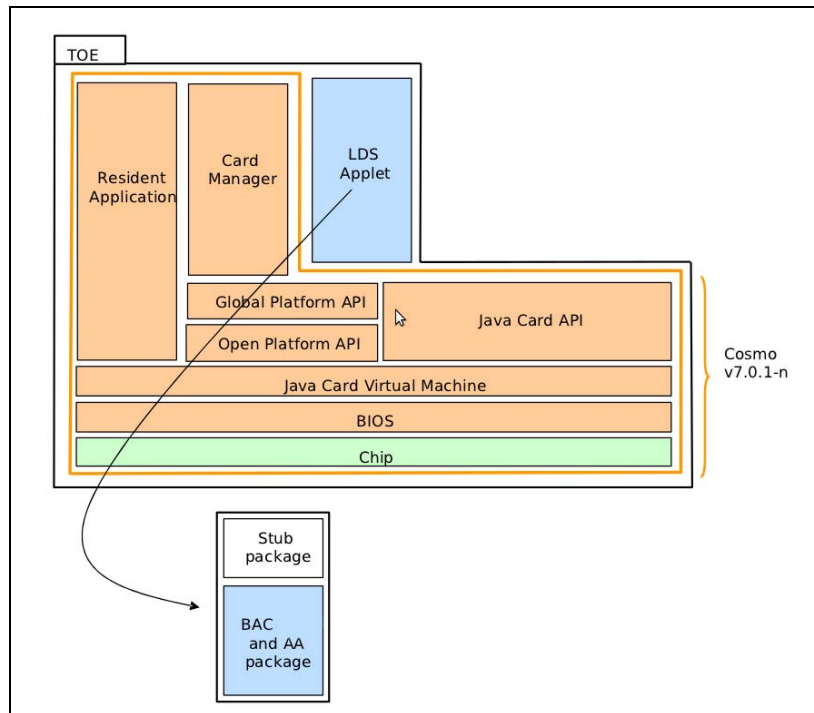 TOE
Resident
Application
Card
Manager
LDS
Applet
Global Platform API
Open Platform API
Java Card API
Java Card Virtual Machine
BIOS
Chip
Cosmo
v7.0.1-n
Stub
package
BAC
and AA
package